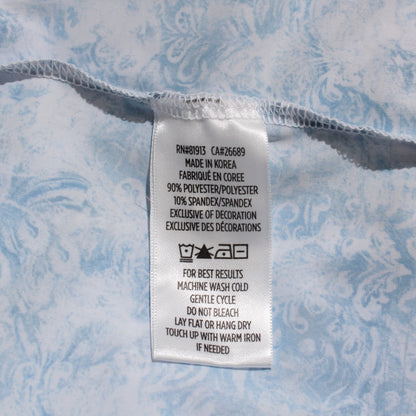 RN#81913 CA#26689
MADE IN KOREA
FABRIQUÉ EN CORÉE
90% POLYESTER/POLYESTER
10% SPANDEX/SPANDEX
EXCLUSIVE OF DECORATION
EXCLUSIVE DES DÉCORATIONS
FOR BEST RESULTS
MACHINE WASH COLD
GENTLE CYCLE
DO NOT BLEACH
LAY FLAT OR HANG DRY
TOUCH UP WITH WARM IRON
IF NEEDED